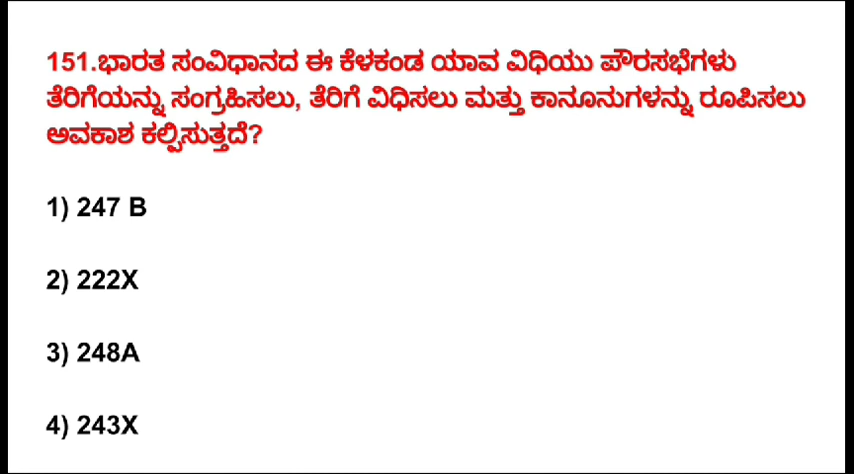 151.ಭಾರತ ಸಂವಿಧಾನದ ಈ ಕೆಳಕಂಡ ಯಾವ ವಿಧಿಯು ಪೌರಸಭೆಗಳು
ತೆರಿಗೆಯನ್ನು ಸಂಗ್ರಹಿಸಲು, ತೆರಿಗೆ ವಿಧಿಸಲು ಮತ್ತು ಕಾನೂನುಗಳನ್ನು ರೂಪಿಸಲು
ಅವಕಾಶ ಕಲ್ಪಿಸುತ್ತದೆ?
1) 247 B
2) 222X
3) 248A
4) 243X